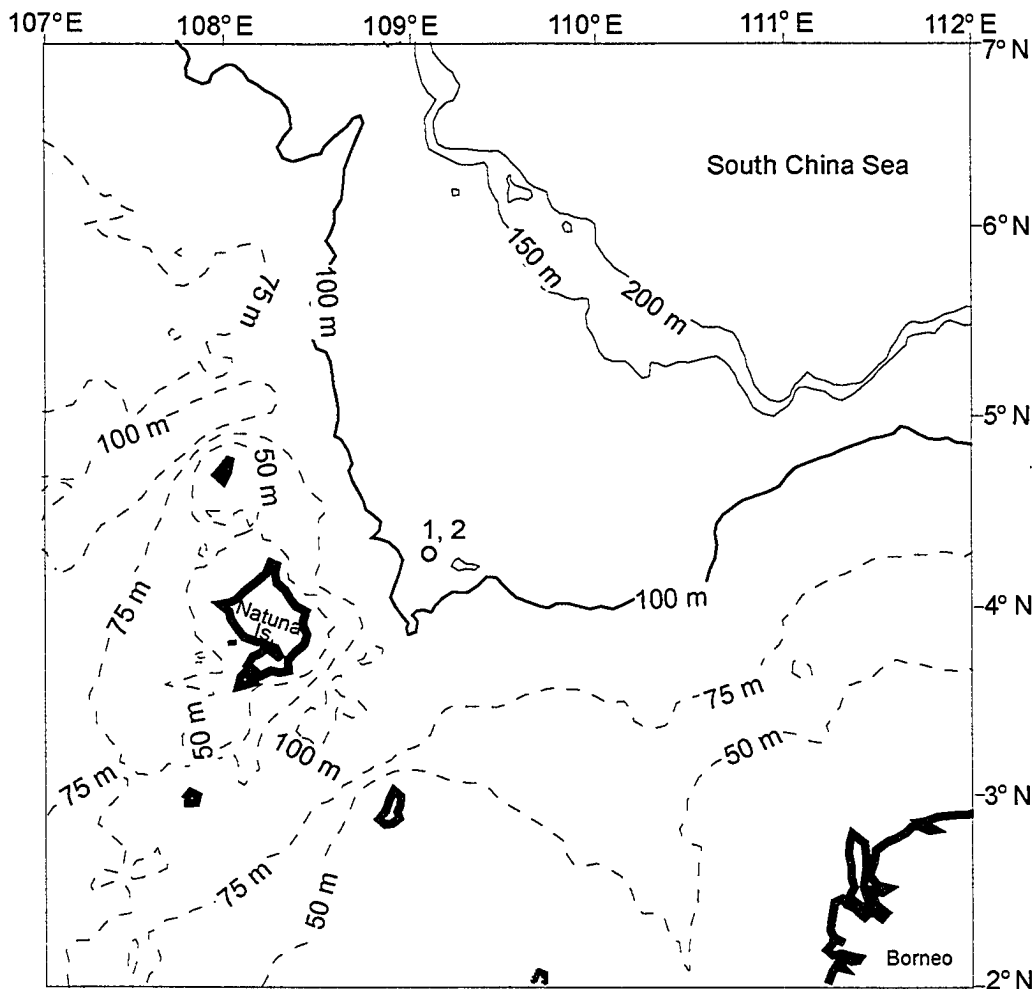 107° E 108° E 109° E 110° E 111° E 112° E
7° N
South China Sea
6° N
150 m
75 m
100 m
200 m
5° N
100 m
50 m
1, 2
4° N
75 m
Natuna
Is.
100 m
75 m
50 m
50 m
100 m
75 m
3° N
75 m
50 m
Borneo
2° N